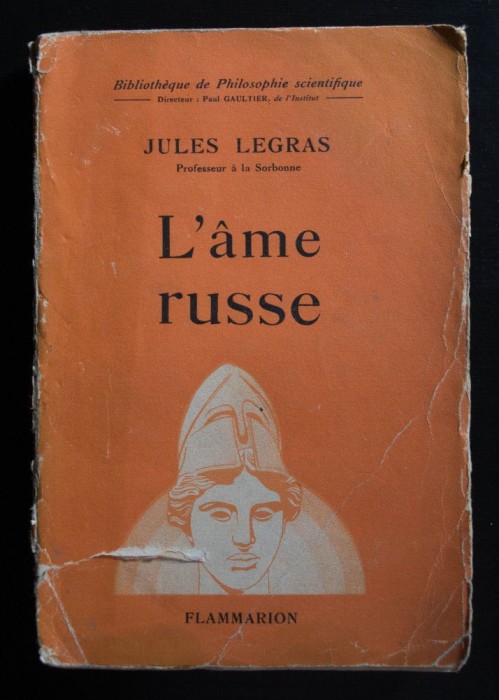 Bibliothèque de Philosophie scientifique
Directeur : Paul GAULTIER, de l'Institut
JULES LEGRAS
Professeur à la Sorbonne
L'âme
russe
FLAMMARION